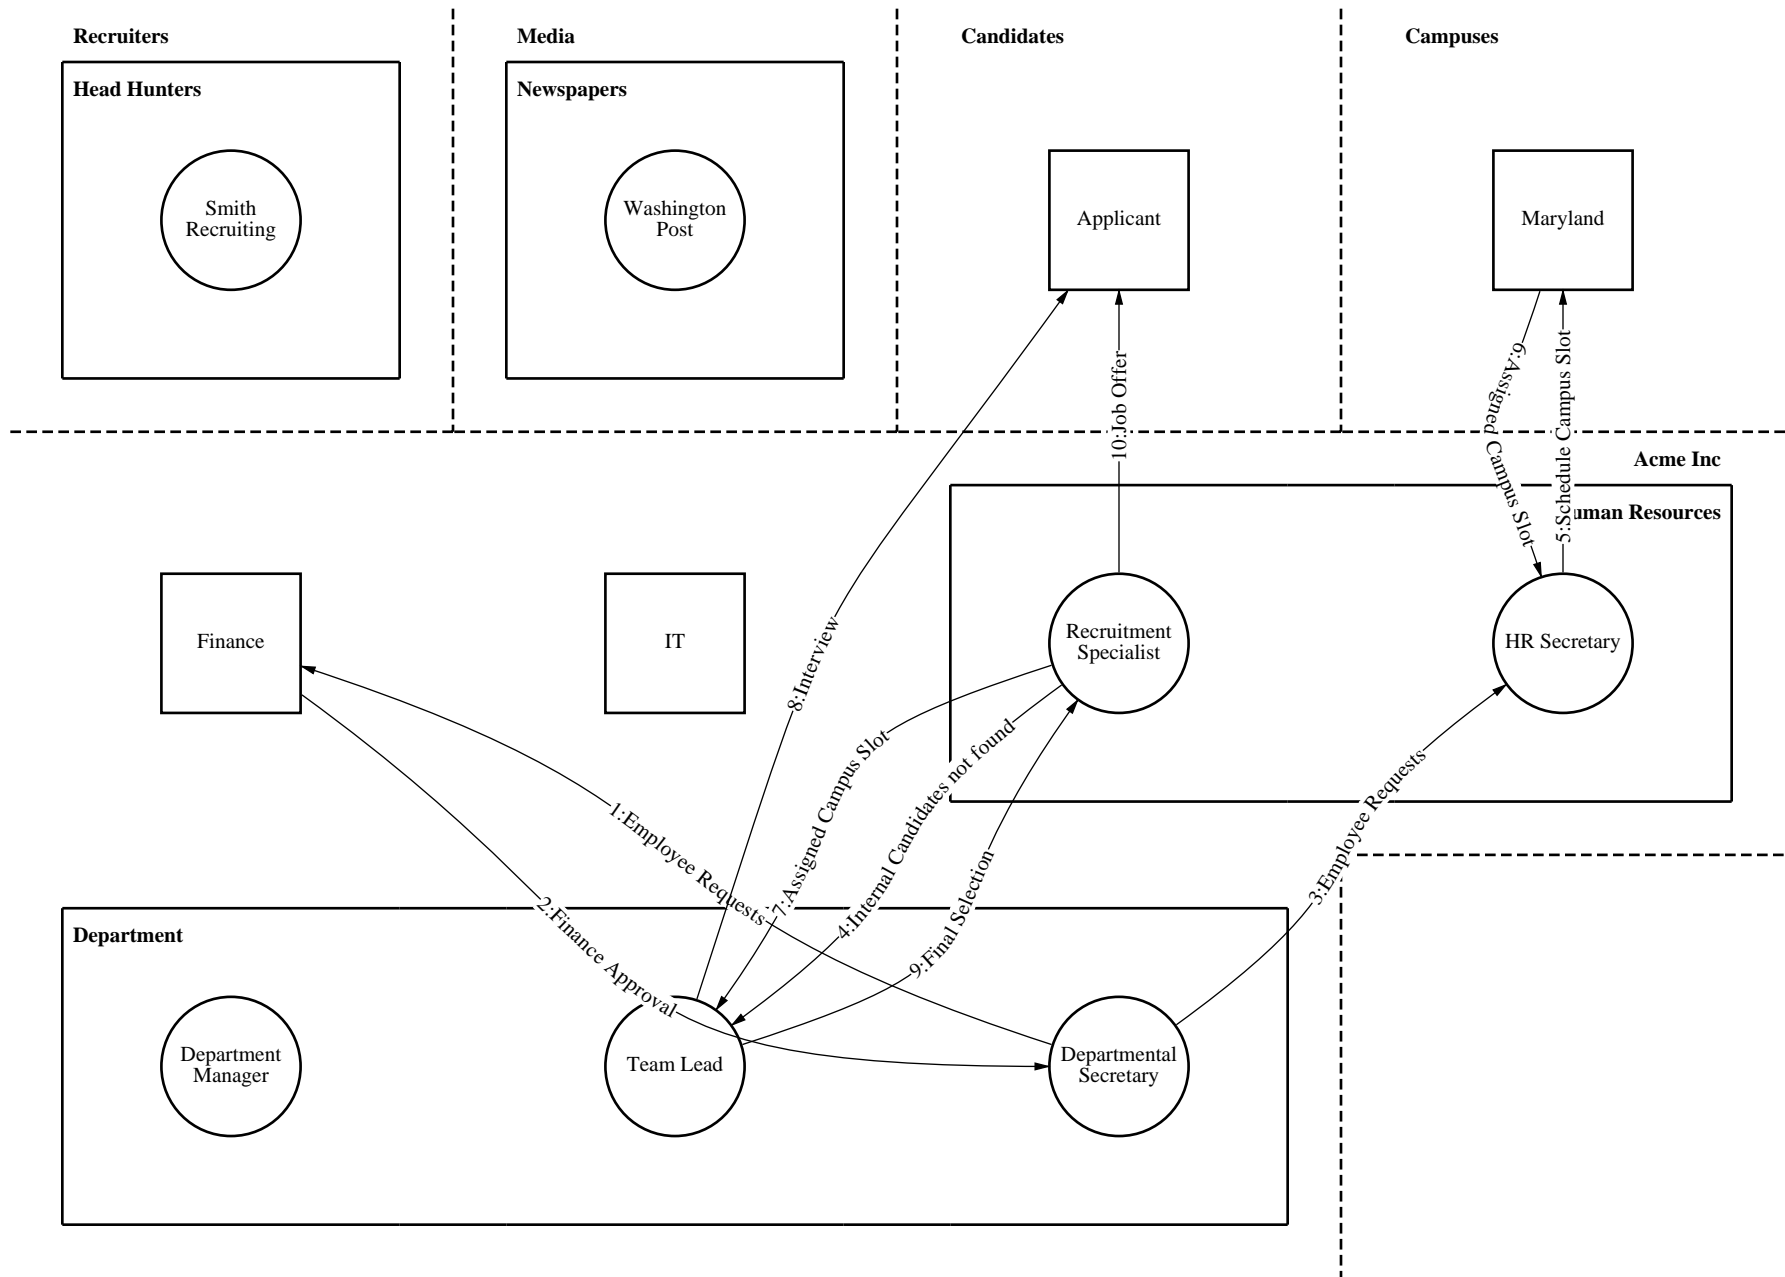 Recruiters
Media
Candidates
Campuses
Head Hunters
Newspapers
Smith
Recruiting
Washington
Post
Applicant
Maryland
10:Job Offer
6:Assigned Campus Slot
5:Schedule Campus Slot
Acme Inc
uman Resources
Finance
IT
Recruitment
Specialist
HR Secretary
8:Interview
7:Assigned Campus Slot
4:Internal Candidates not found
1:Employee Requests
3:Employee Requests
2:Finance Approval
9:Final Selection
Department
Department
Manager
Team Lead
Departmental
Secretary